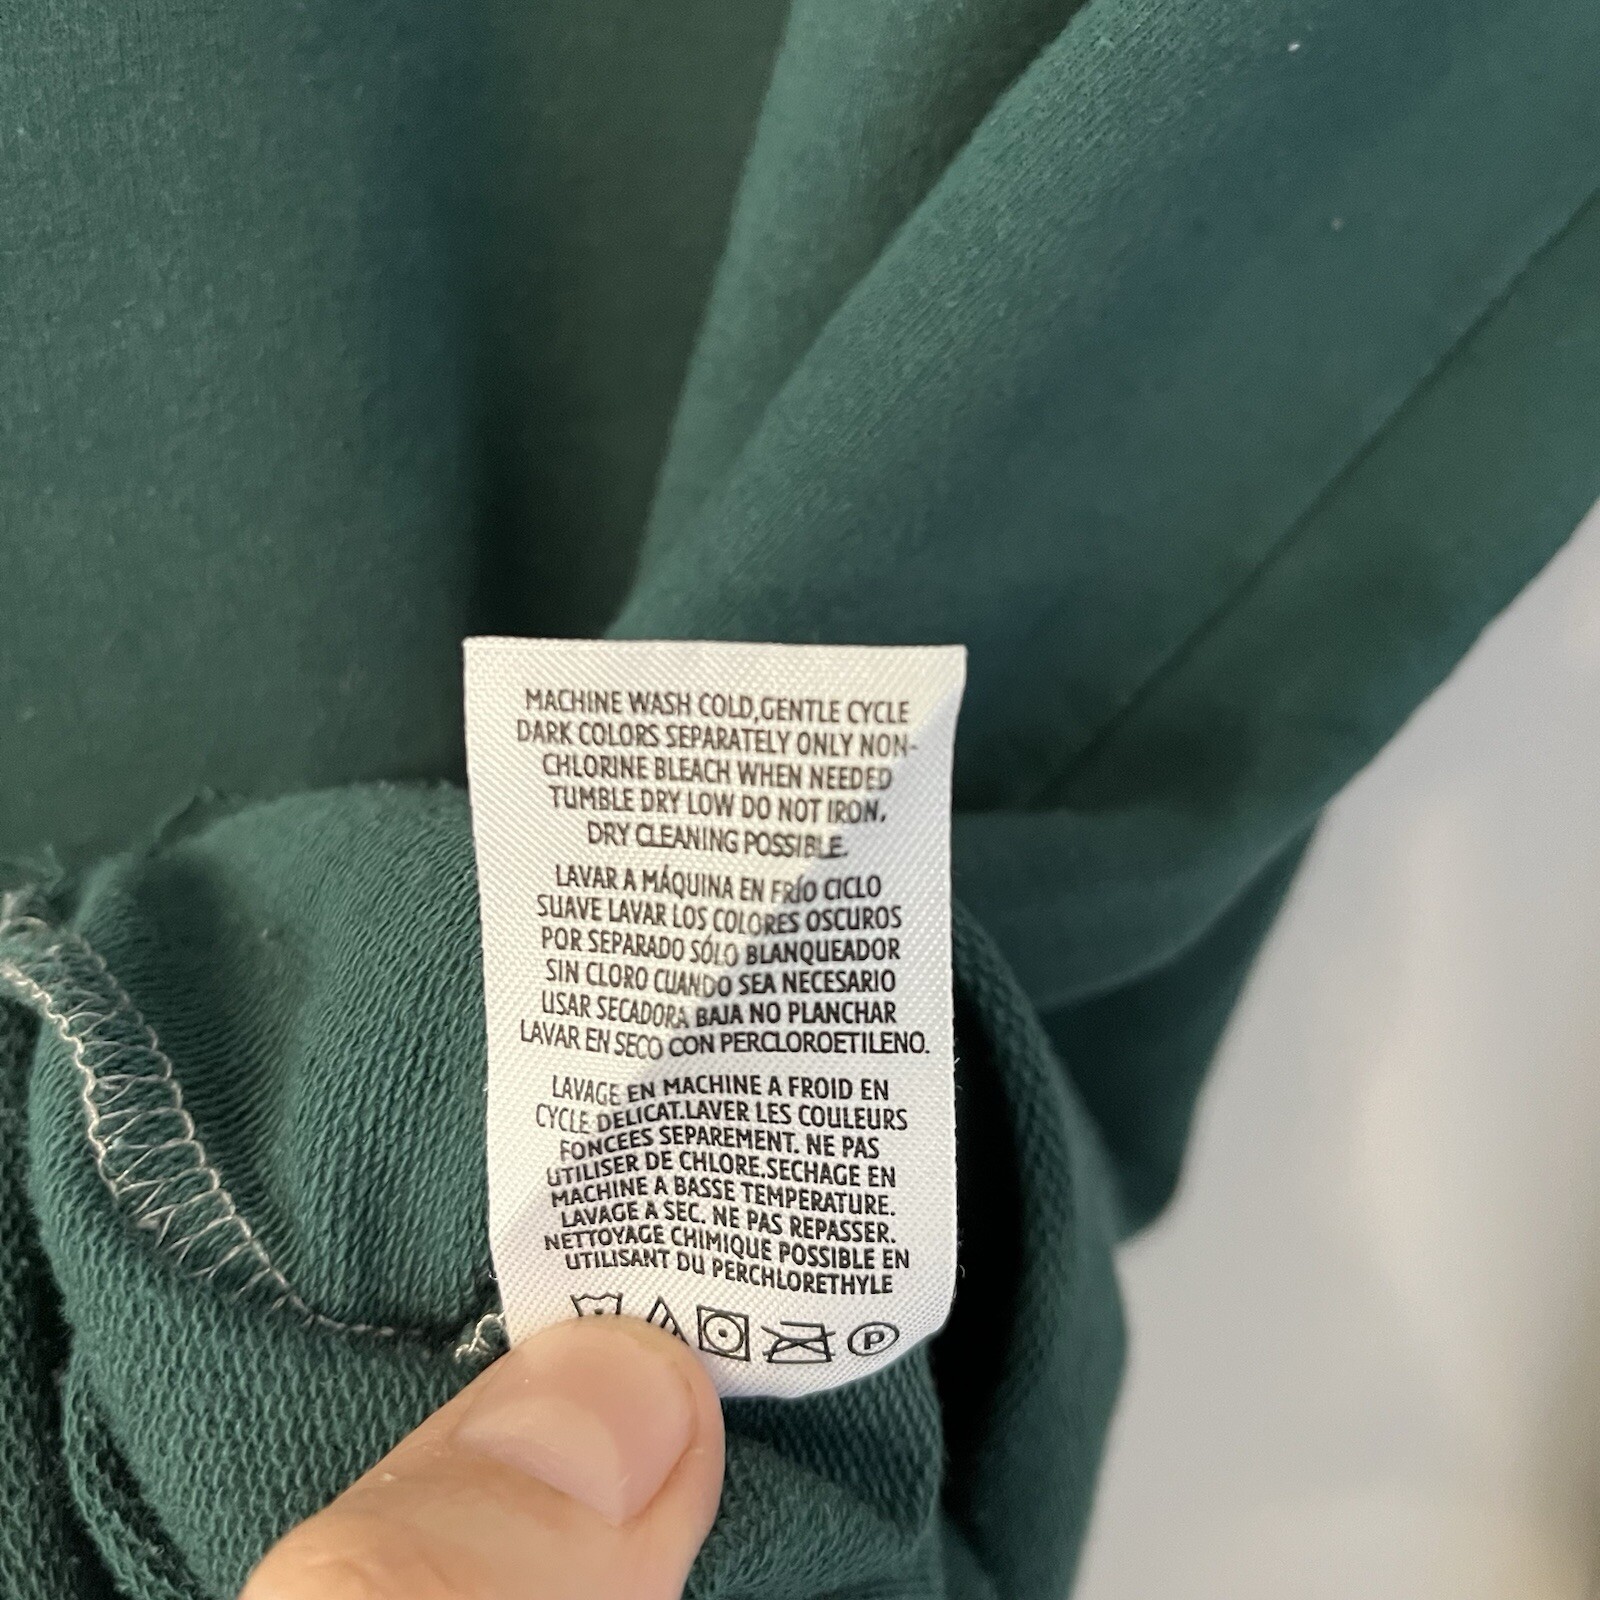 MACHINE WASH COLD,GENTLE CYCLE
DARK COLORS SEPARATELY ONLY NON-
CHLORINE BLEACH WHEN NEEDED
TUMBLE DRY LOW DO NOT IRON.
DRY CLEANING POSSIBLE.
LAVAR A MÁQUINA EN FRÍO CICLO
SUAVE LAVAR LOS COLORES OSCUROS
POR SEPARADO SÓLO BLANQUEADOR
SIN CLORO CUANDO SEA NECESARIO
USAR SECADORA BAJA NO PLANCHAR
LAVAR EN SECO CON PERCLOROETILENO.
LAVAGE EN MACHINE A FROID EN
CYCLE DELICAT.LAVER LES COULEURS
FONCEES SEPAREMENT. NE PAS
UTILISER DE CHLORE.SECHAGE EN
MACHINE A BASSE TEMPERATURE.
LAVAGE A SEC. NE PAS REPASSER.
NETTOYAGE CHIMIQUE POSSIBLE EN
UTILISANT DU PERCHLORETHYLE
P